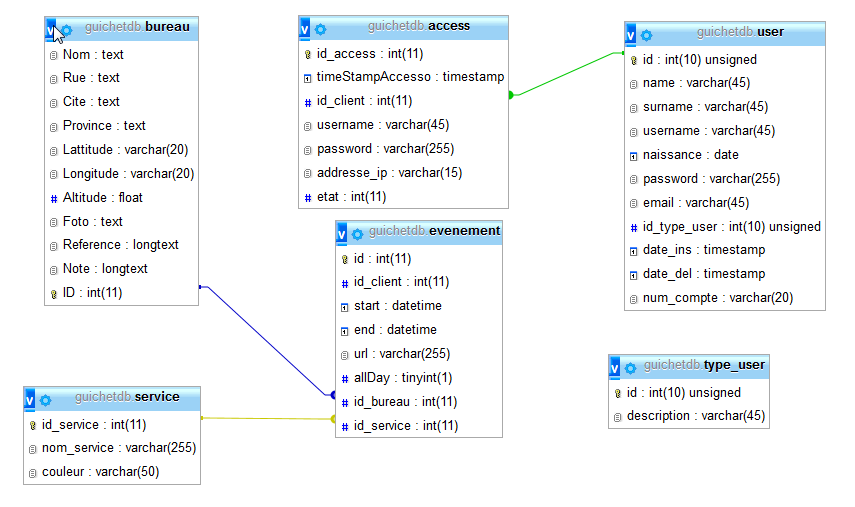 guichetdb.bureau
Nom : text
Rue : text
Cite : text
Province : text
Lattitude : varchar(20)
Longitude : varchar(20)
Altitude : float
Foto : text
Reference : longtext
Note : longtext
ID : int(11)
guichetdb.access
id_access : int(11)
timeStampAccesso : timestamp
id_client : int(11)
username : varchar(45)
password : varchar(255)
addresse_ip : varchar(15)
etat : int(11)
guichetdb.user
id : int(10) unsigned
name : varchar(45)
surname : varchar(45)
username : varchar(45)
naissance : date
password : varchar(255)
email : varchar(45)
id_type_user : int(10) unsigned
date_ins : timestamp
date_del : timestamp
num_compte : varchar(20)
guichetdb.evenement
id : int(11)
id_client : int(11)
start : datetime
end : datetime
url : varchar(255)
allDay : tinyint(1)
id_bureau : int(11)
id_service : int(11)
guichetdb.service
id_service : int(11)
nom_service : varchar(255)
couleur : varchar(50)
guichetdb.type_user
id : int(10) unsigned
description : varchar(45)